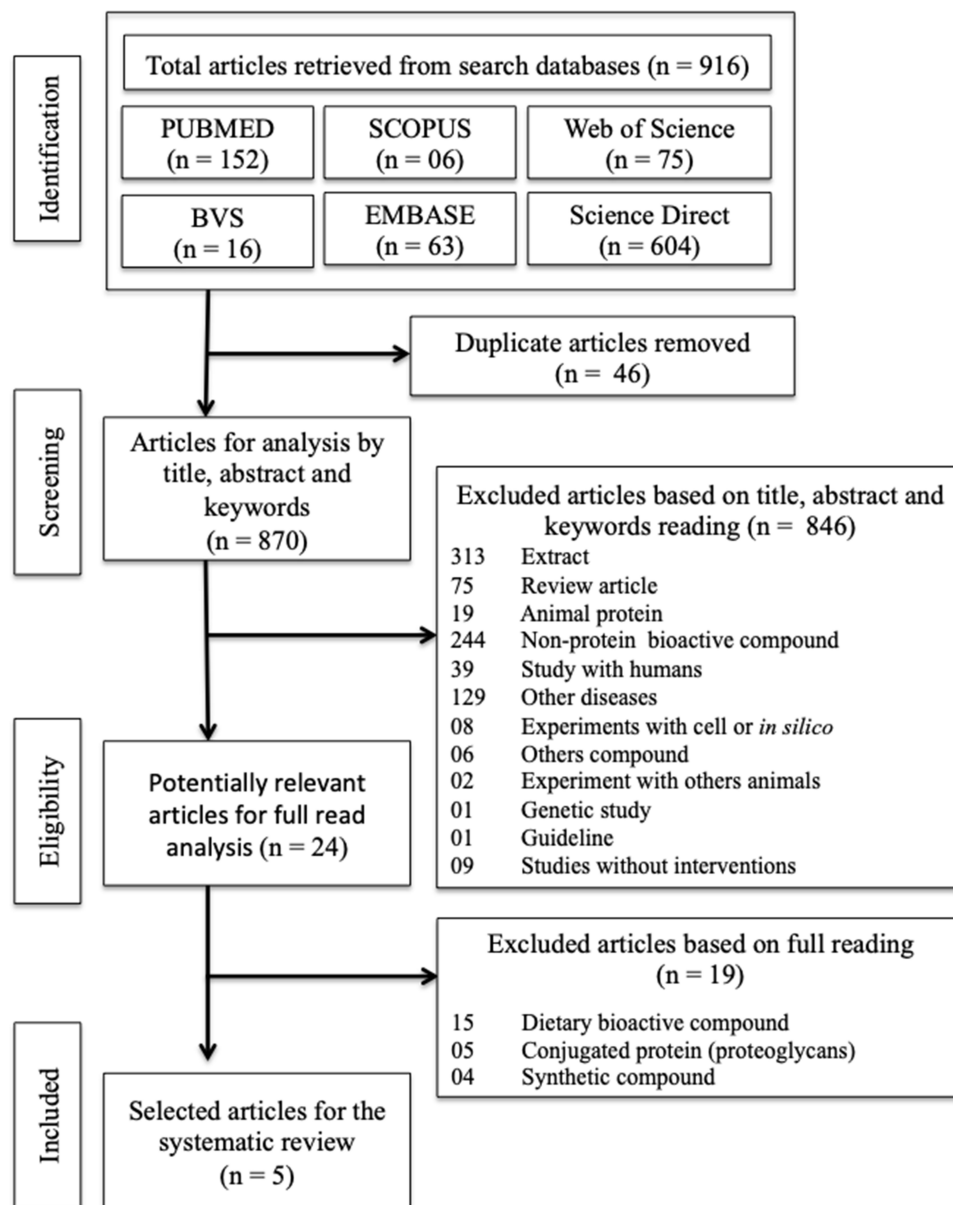 Identification
Total articles retrieved from search databases (n = 916)
PUBMED
(n = 152)
SCOPUS
(n = 06)
Web of Science
(n = 75)
BVS
(n = 16)
EMBASE
(n = 63)
Science Direct
(n = 604)
Duplicate articles removed
(n = 46)
Screening
Articles for analysis by
title, abstract and
keywords
(n = 870)
Excluded articles based on title, abstract and
keywords reading (n = 846)
313 Extract
75 Review article
19 Animal protein
244 Non-protein bioactive compound
39 Study with humans
129 Other diseases
08 Experiments with cell or in silico
06 Others compound
02 Experiment with others animals
01 Genetic study
01 Guideline
09 Studies without interventions
Eligibility
Potentially relevant
articles for full read
analysis (n = 24)
Excluded articles based on full reading
(n = 19)
15 Dietary bioactive compound
05 Conjugated protein (proteoglycans)
04 Synthetic compound
Included
Selected articles for the
systematic review
(n = 5)